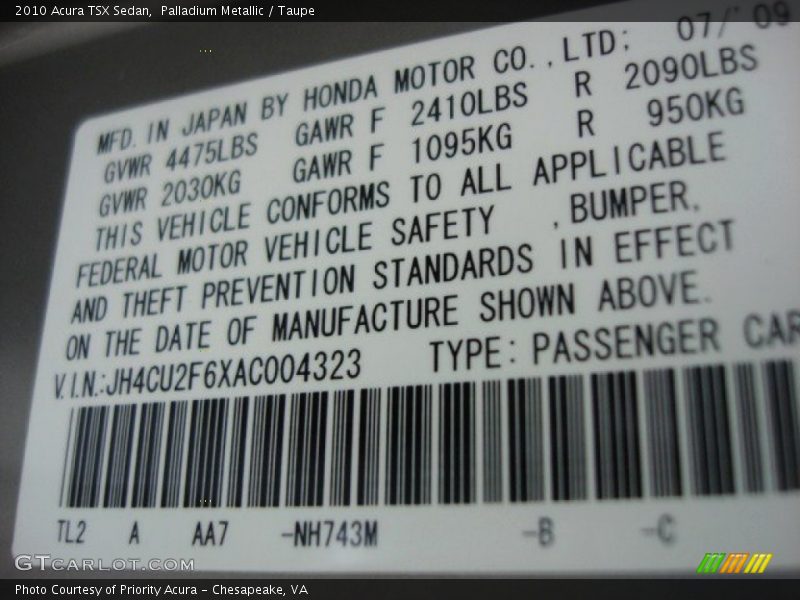 2010 Acura TSX Sedan, Palladium Metallic / Taupe
MFD. IN JAPAN BY HONDA MOTOR CO., LTD; 07/'09
GVWR 4475LBS GAWR F 2410LBS R 2090LBS
GVWR 2030KG GAWR F 1095KG R 950KG
THIS VEHICLE CONFORMS TO ALL APPLICABLE
FEDERAL MOTOR VEHICLE SAFETY , BUMPER,
AND THEFT PREVENTION STANDARDS IN EFFECT
ON THE DATE OF MANUFACTURE SHOWN ABOVE.
V.I.N.:JH4CU2F6XAC004323 TYPE: PASSENGER CAR
TL2 A AA7 -NH743M -B -C
GTCARLOT.COM
Photo Courtesy of Priority Acura – Chesapeake, VA